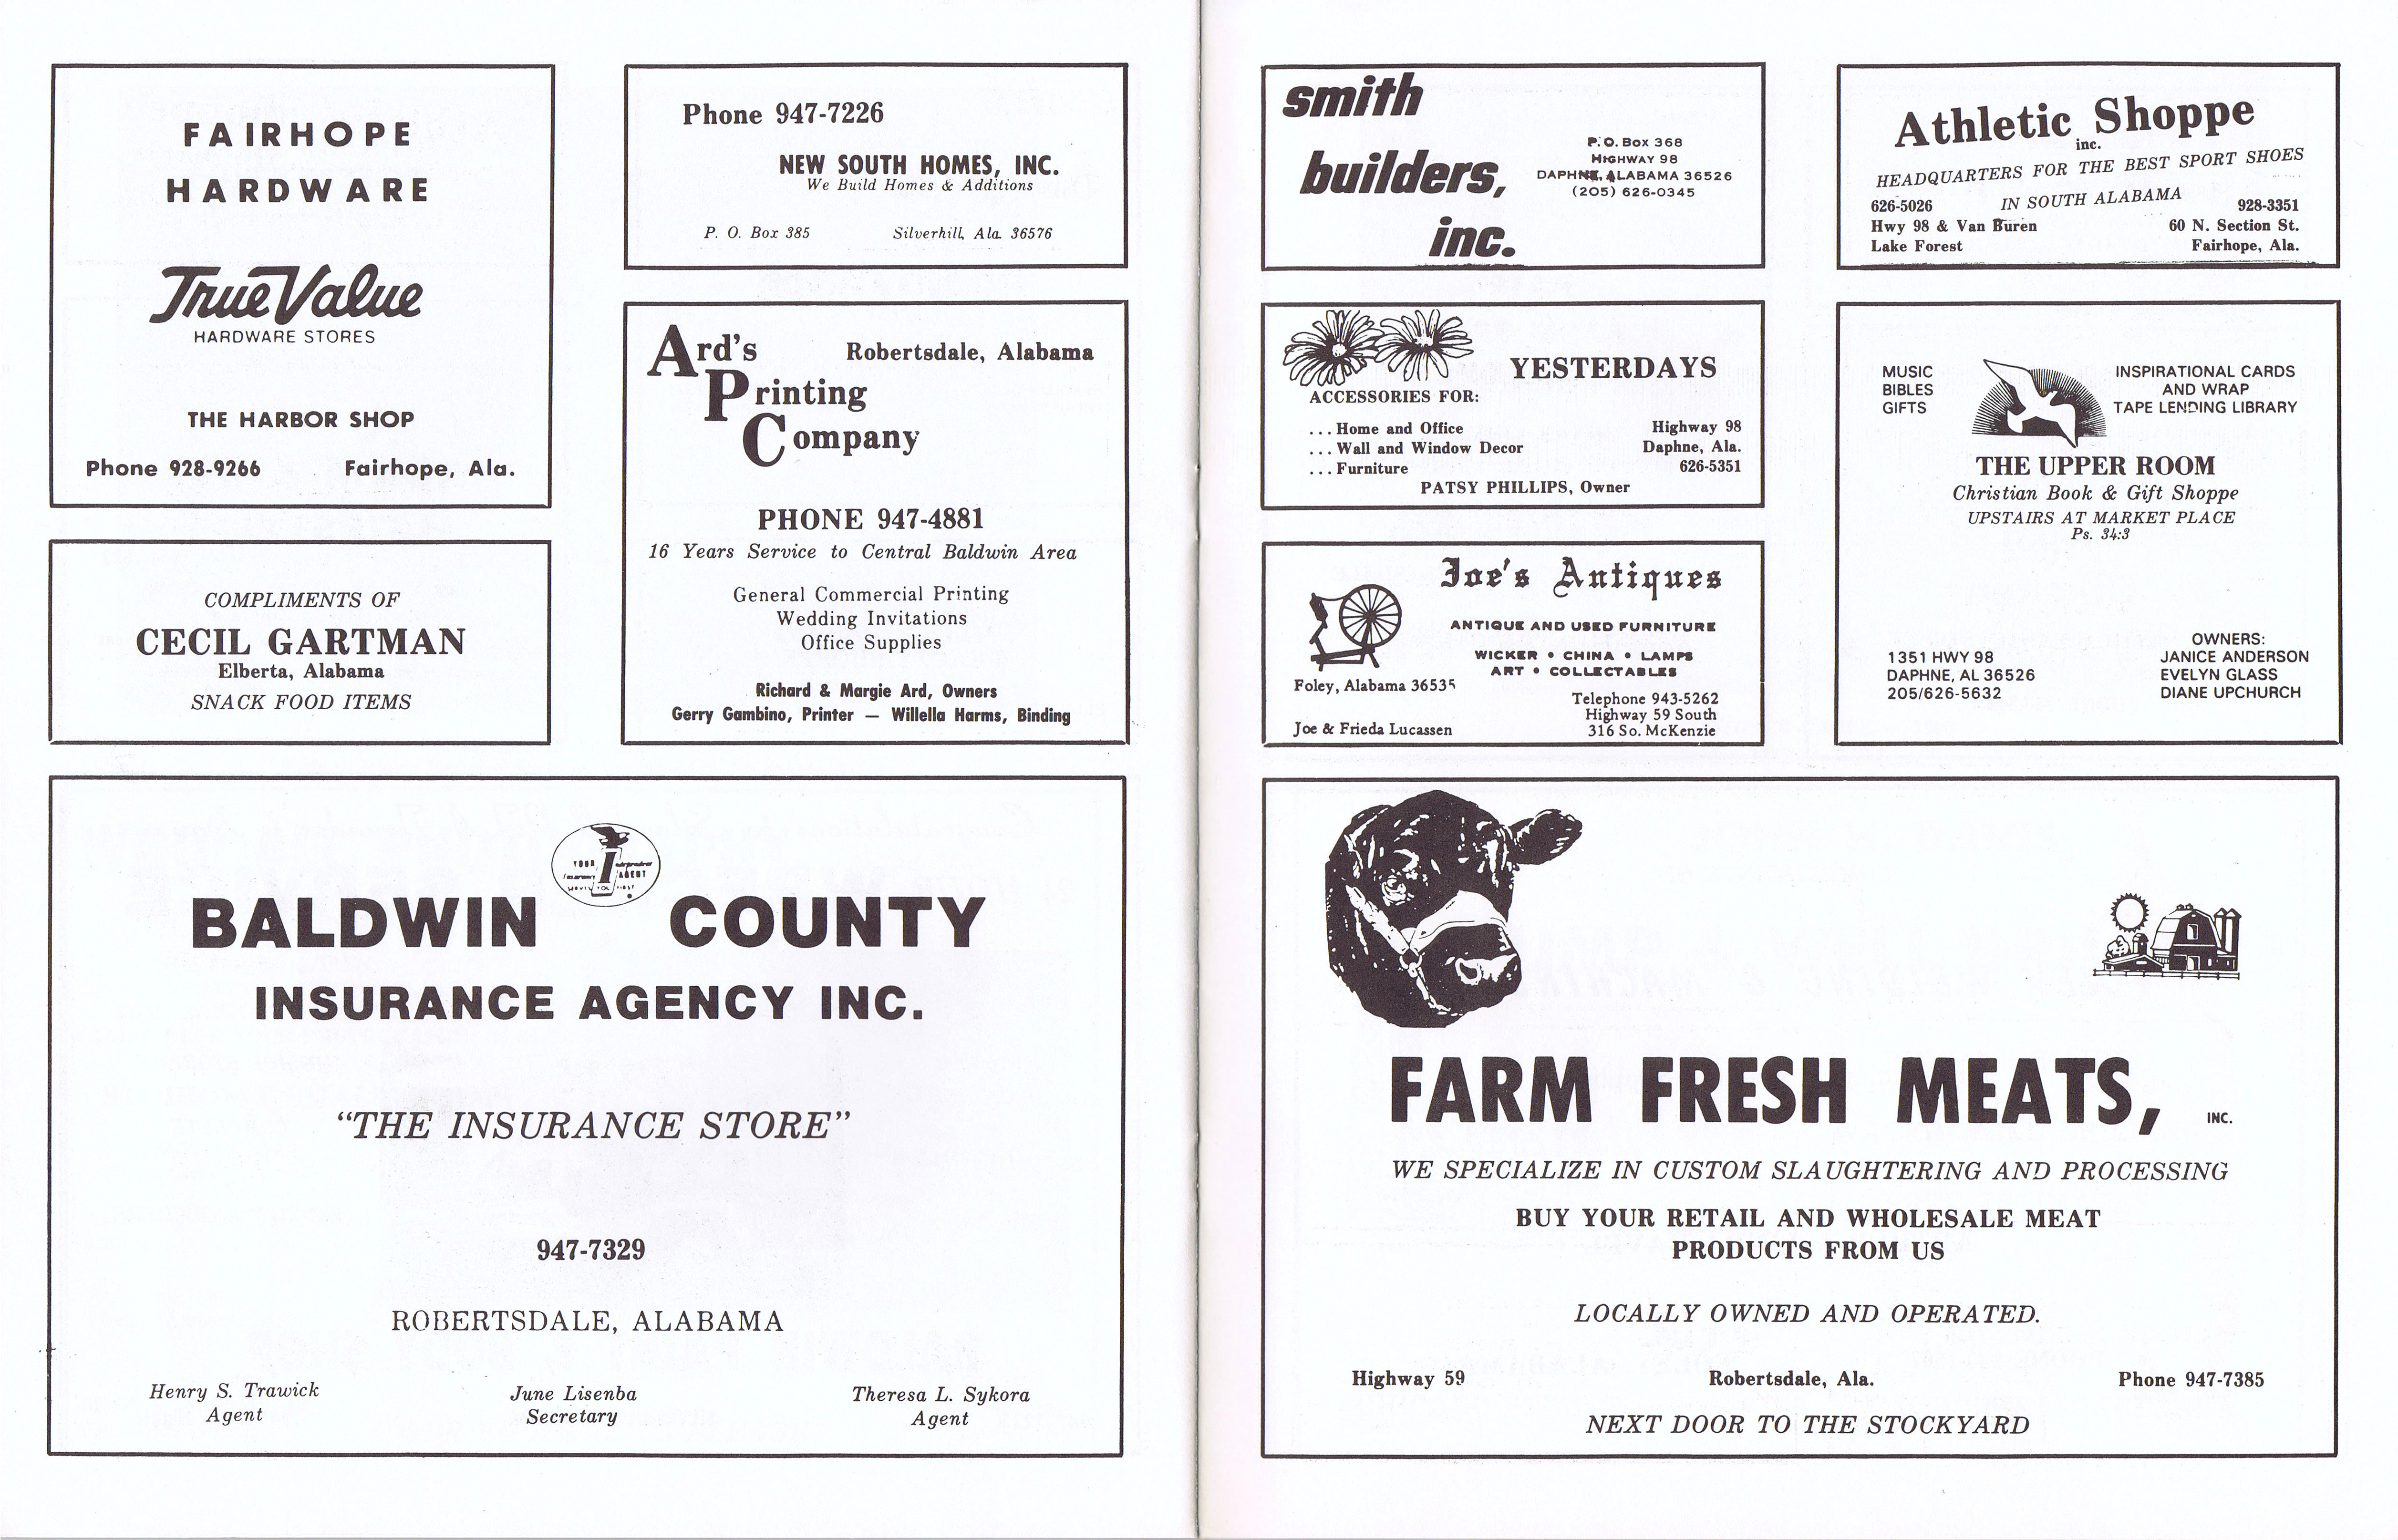 FAIRHOPE
HARDWARE
True Value
HARDWARE STORES
THE HARBOR SHOP
Phone 928-9266 Fairhope, Ala.
COMPLIMENTS OF
CECIL GARTMAN
Elberta, Alabama
SNACK FOOD ITEMS
Phone 947-7226
NEW SOUTH HOMES, INC.
We Build Homes & Additions
P. O. Box 385 Silverhill, Ala. 36576
Ard's Robertsdale, Alabama
Printing
Company
PHONE 947-4881
16 Years Service to Central Baldwin Area
General Commercial Printing
Wedding Invitations
Office Supplies
Richard & Margie Ard, Owners
Gerry Gambino, Printer — Willella Harms, Binding
YOUR Independent
Insurance AGENT
SERVES YOU FIRST
BALDWIN COUNTY
INSURANCE AGENCY INC.
“THE INSURANCE STORE”
947-7329
ROBERTSDALE, ALABAMA
Henry S. Trawick June Lisenba Theresa L. Sykora
Agent Secretary Agent
smith
builders,
inc.
P. O. Box 368
HIGHWAY 98
DAPHNE, ALABAMA 36526
(205) 626-0345
Athletic Shoppe
inc.
HEADQUARTERS FOR THE BEST SPORT SHOES
IN SOUTH ALABAMA
626-5026 928-3351
Hwy 98 & Van Buren 60 N. Section St.
Lake Forest Fairhope, Ala.
YESTERDAYS
ACCESSORIES FOR:
...Home and Office Highway 98
...Wall and Window Decor Daphne, Ala.
...Furniture 626-5351
PATSY PHILLIPS, Owner
Joe's Antiques
ANTIQUE AND USED FURNITURE
WICKER • CHINA • LAMPS
ART • COLLECTABLES
Foley, Alabama 36535
Telephone 943-5262
Highway 59 South
Joe & Frieda Lucassen 316 So. McKenzie
MUSIC
BIBLES
GIFTS
INSPIRATIONAL CARDS
AND WRAP
TAPE LENDING LIBRARY
THE UPPER ROOM
Christian Book & Gift Shoppe
UPSTAIRS AT MARKET PLACE
Ps. 34:3
1351 HWY 98
DAPHNE, AL 36526
205/626-5632
OWNERS:
JANICE ANDERSON
EVELYN GLASS
DIANE UPCHURCH
FARM FRESH MEATS, INC.
WE SPECIALIZE IN CUSTOM SLAUGHTERING AND PROCESSING
BUY YOUR RETAIL AND WHOLESALE MEAT
PRODUCTS FROM US
LOCALLY OWNED AND OPERATED.
Highway 59 Robertsdale, Ala. Phone 947-7385
NEXT DOOR TO THE STOCKYARD